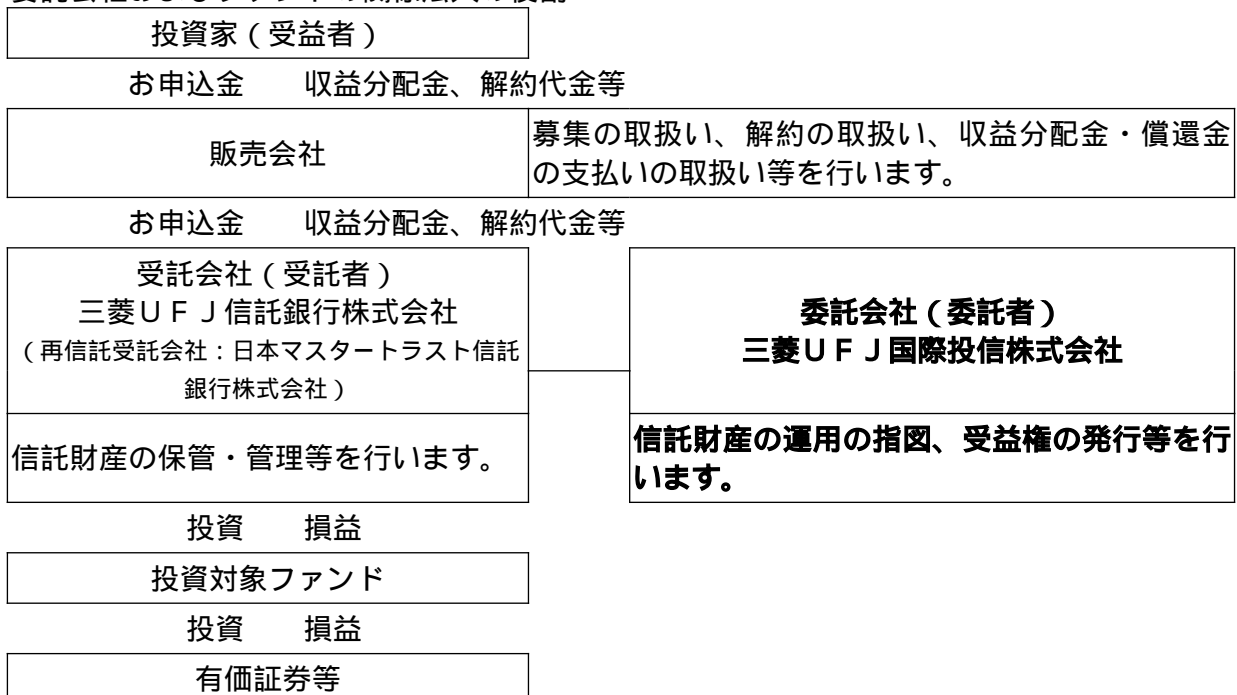 投資家（受益者）
お申込金　　収益分配金、解約代金等
販売会社
募集の取扱い、解約の取扱い、収益分配金・償還金
の支払いの取扱い等を行います。
お申込金　　収益分配金、解約代金等
受託会社（受託者）
三菱ＵＦＪ信託銀行株式会社
（再信託受託会社：日本マスタートラスト信託
銀行株式会社）
委託会社（委託者）
三菱ＵＦＪ国際投信株式会社
信託財産の保管・管理等を行います。
信託財産の運用の指図、受益権の発行等を行
います。
投資　　損益
投資対象ファンド
投資　　損益
有価証券等